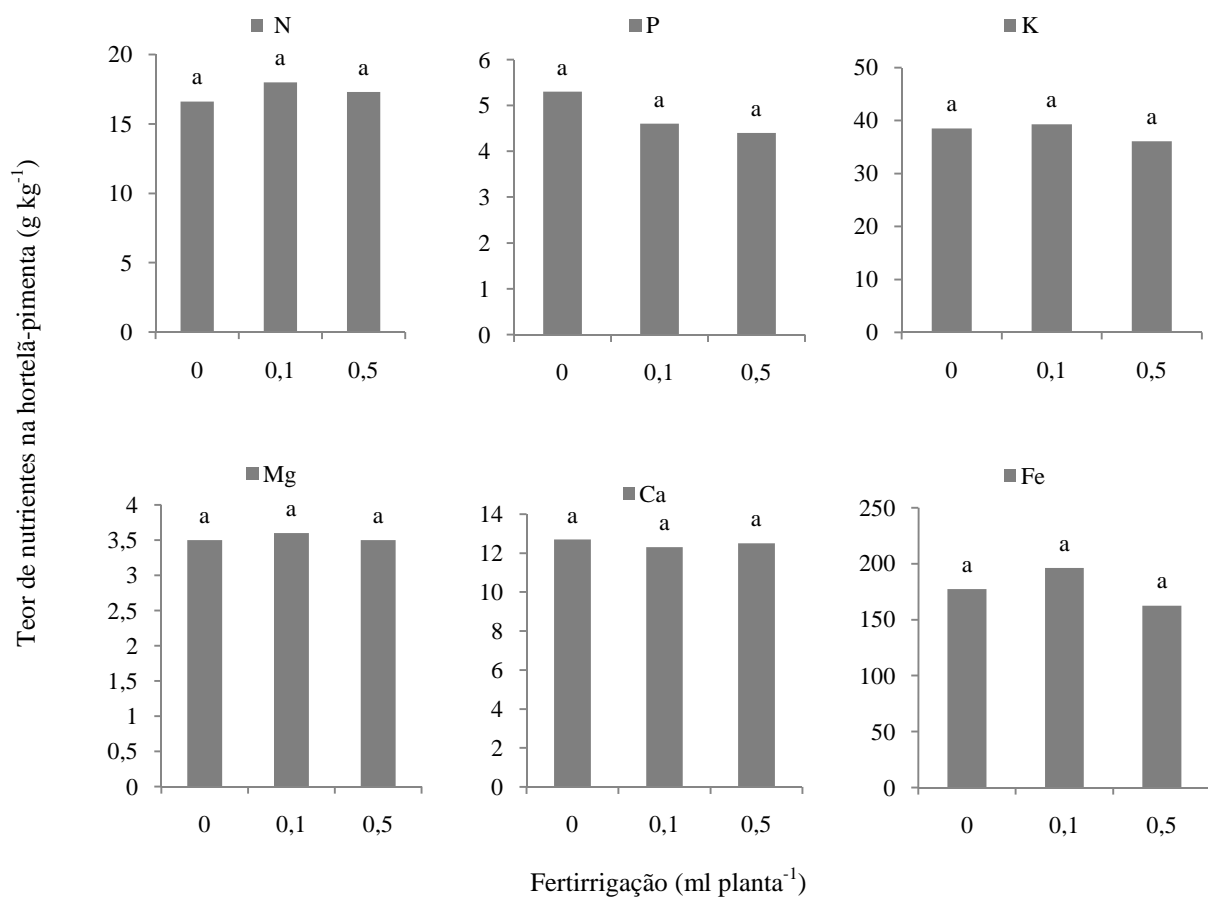 N
20
15
10
5
0
a a a
0 0,1 0,5
P
6
5
4
3
2
1
0
a a a
0 0,1 0,5
K
50
40
30
20
10
0
a a a
0 0,1 0,5
Teor de nutrientes na hortelã-pimenta (g kg-1)
Mg
4
3,5
3
2,5
2
1,5
1
0,5
0
a a a
0 0,1 0,5
Ca
14
12
10
8
6
4
2
0
a a a
0 0,1 0,5
Fe
250
200
150
100
50
0
a a a
0 0,1 0,5
Fertirrigação (ml planta-1)